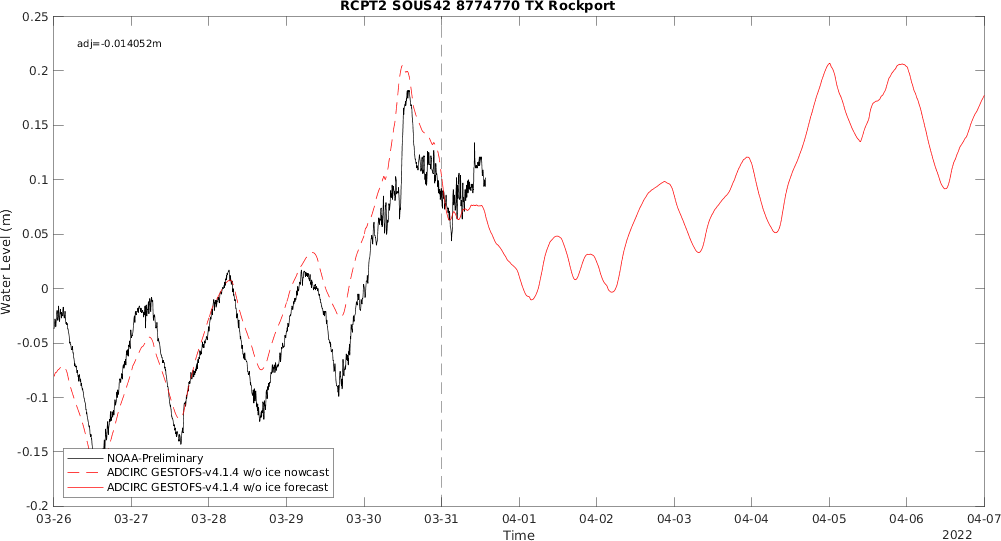 RCPT2 SOUS42 8774770 TX Rockport
adj=-0.014052m
0.25
0.2
0.15
0.1
0.05
0
-0.05
-0.1
-0.15
-0.2
Water Level (m)
NOAA-Preliminary
ADCIRC GESTOFS-v4.1.4 w/o ice nowcast
ADCIRC GESTOFS-v4.1.4 w/o ice forecast
03-26 03-27 03-28 03-29 03-30 03-31 04-01 04-02 04-03 04-04 04-05 04-06 04-07
Time
2022